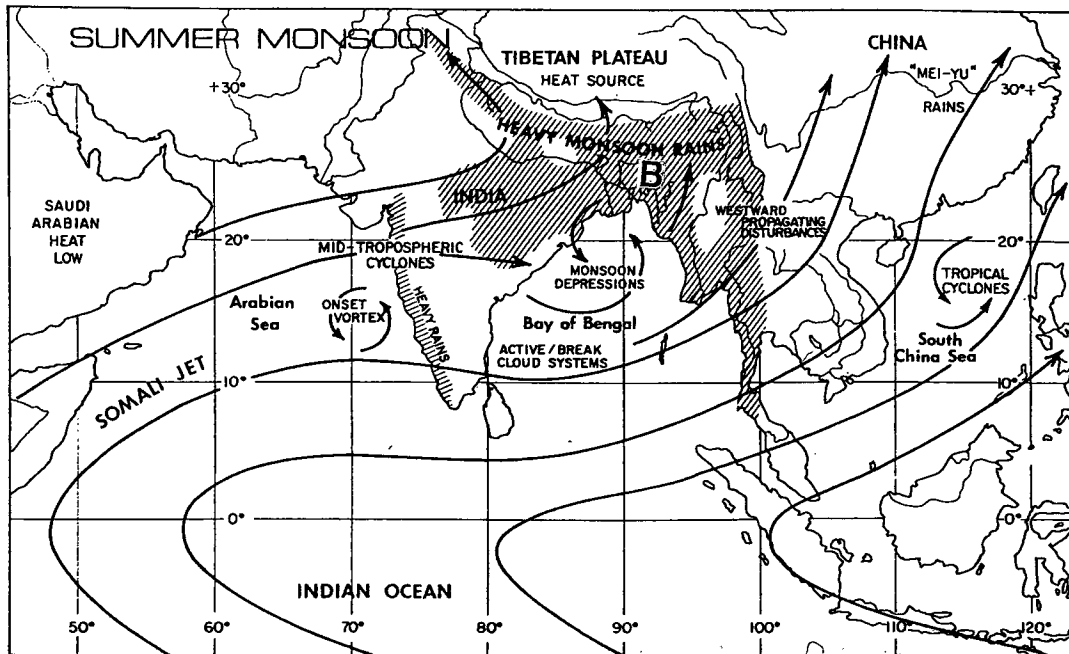 SUMMER MONSOON
TIBETAN PLATEAU
HEAT SOURCE
CHINA
"MEI-YU"
RAINS
+30°
30°+
HEAVY MONSOON RAINS
B
INDIA
SAUDI
ARABIAN
HEAT
LOW
20°
20°
WESTWARD
PROPAGATING
DISTURBANCES
MID-TROPOSPHERIC
CYCLONES
MONSOON
DEPRESSIONS
TROPICAL
CYCLONES
Arabian
Sea
ONSET
VORTEX
HEAVY RAINS
Bay of Bengal
ACTIVE/BREAK
CLOUD SYSTEMS
South
China Sea
SOMALI JET
10°
10°
0°
0°
INDIAN OCEAN
50°
60°
70°
80°
90°
100°
110°
120°